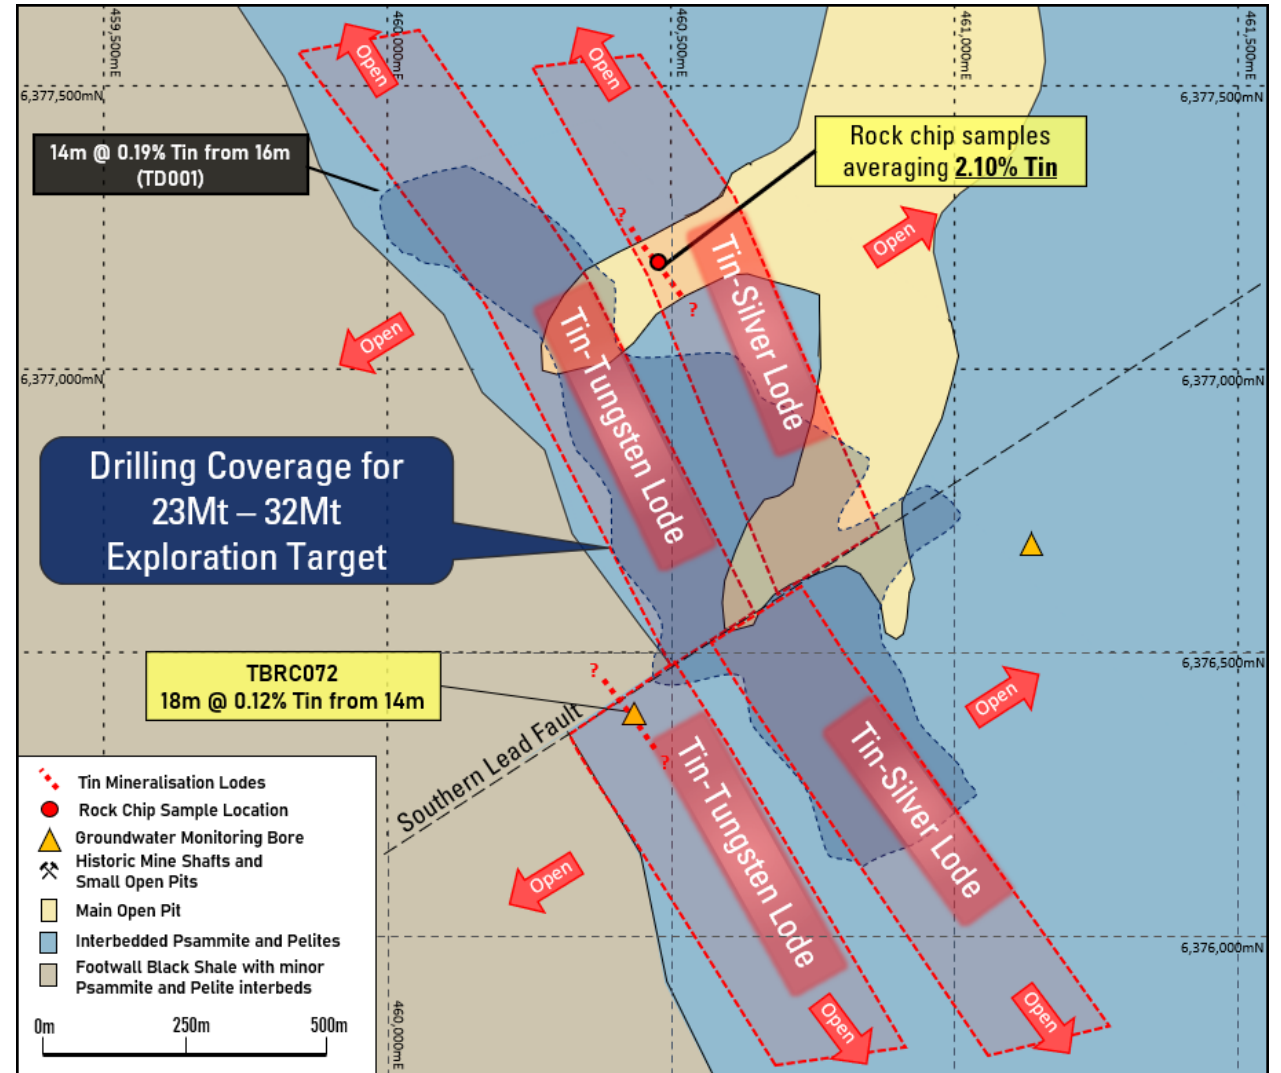 459,500mE
460,000mE
460,500mE
461,000mE
461,500mE
Open
Open
6,377,500mN
6,377,500mN
14m @ 0.19% Tin from 16m
(TD001)
Rock chip samples
averaging 2.10% Tin
?
Open
?
Open
Tin-Silver Lode
Tin-Tungsten Lode
6,377,000mN
6,377,000mN
Drilling Coverage for
23Mt – 32Mt
Exploration Target
6,376,500mN
TBRC072
18m @ 0.12% Tin from 14m
?
Open
?
Southern Lead Fault
Tin-Tungsten Lode
Tin-Silver Lode
Open
6,376,000mN
Open
Open
460,000mE
Tin Mineralisation Lodes
Rock Chip Sample Location
Groundwater Monitoring Bore
Historic Mine Shafts and
Small Open Pits
Main Open Pit
Interbedded Psammite and Pelites
Footwall Black Shale with minor
Psammite and Pelite interbeds
0m 250m 500m